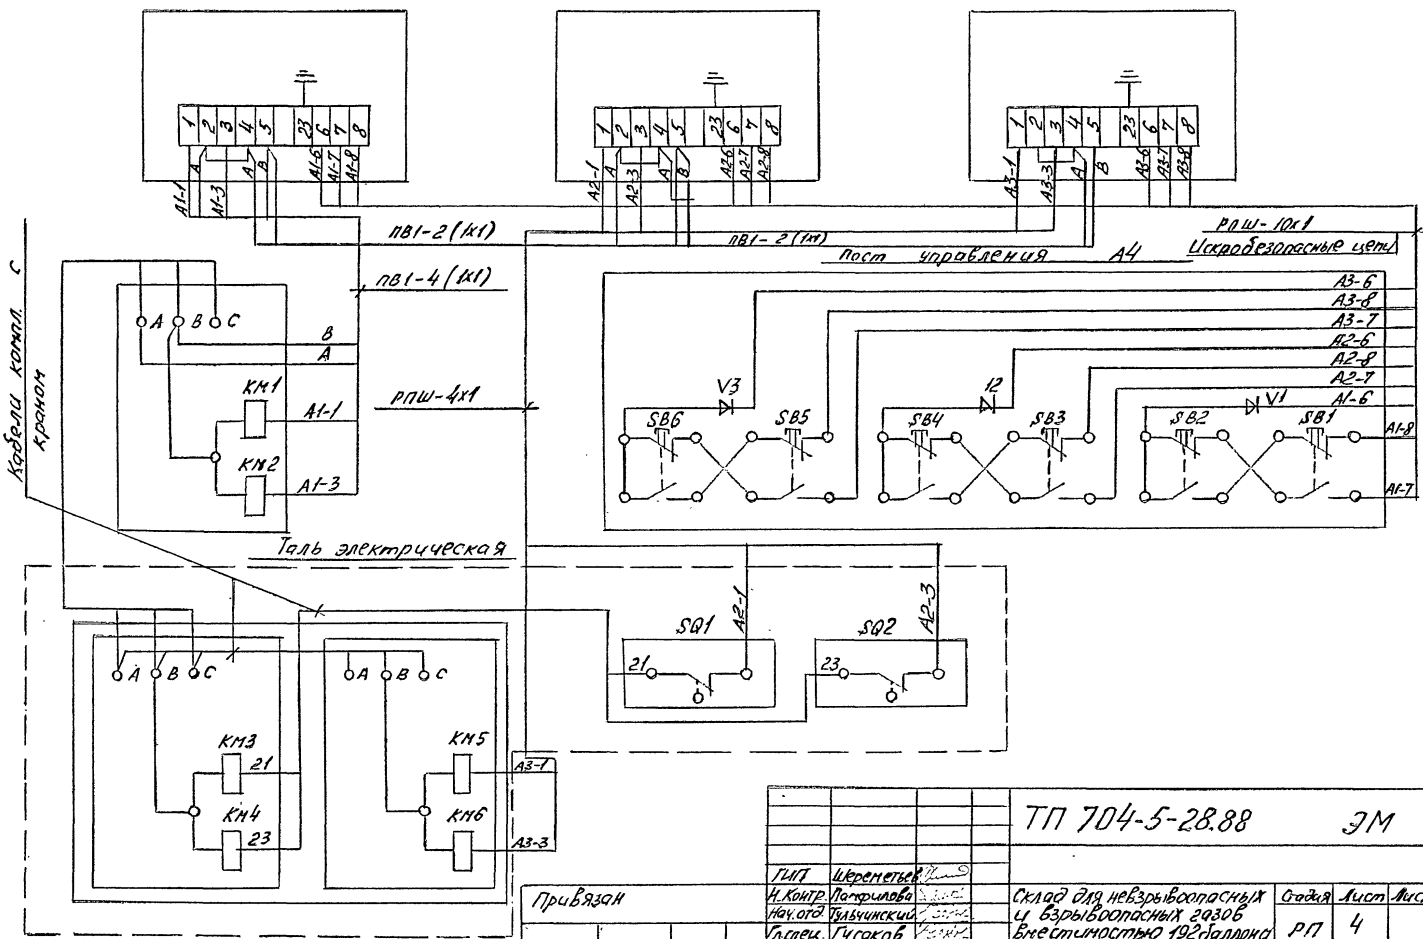 1 2 3 4 5 23 6 7 8
1 2 3 4 5 23 6 7 8
1 2 3 4 5 23 6 7 8
А1-1 А А1-3 А В А1-6 А1-7 А1-8
А2-1 А А2-3 А В А2-6 А2-7 А2-8
А3-1 А3-3 А В А3-6 А3-7 А3-8
ПВ1-2 (1х1)
ПВ1-2 (1х1)
РПШ-10х1
Искробезопасные цепи
Пост управления А4
ПВ1-4 (1х1)
РПШ-4х1
Кабели компл. с
краном
А В С
В
А
КМ1
А1-1
КМ2
А1-3
А3-6
А3-8
А3-7
А2-6
А2-8
А2-7
А1-6
А1-8
А1-7
V3
12
V1
SB6 SB5 SB4 SB3 SB2 SB1
Таль электрическая
А2-1
А2-3
SQ1
21
SQ2
23
А В С
А В С
КМ3
21
КМ4
23
КМ5
А3-1
КМ6
А3-3
ТП 704-5-28.88 ЭМ
Привязан
ГИП Шереметьев
Н.Контр. Панфилова
Нач.отд. Тульчинский
Гл.спец. Гусаков
Склад для невзрывоопасных
и взрывоопасных газов
вместимостью 192 баллона
Стадия Лист
РП 4